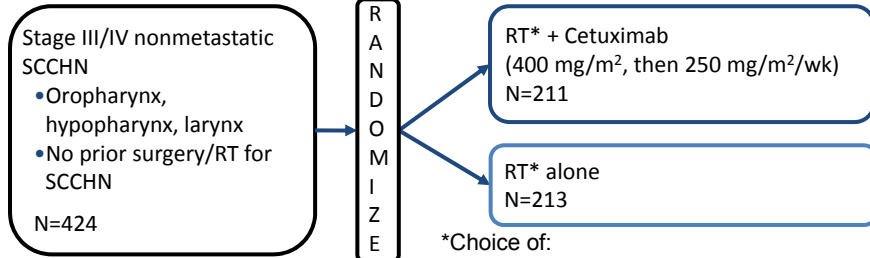 Stage III/IV nonmetastatic
SCCHN
•Oropharynx,
hypopharynx, larynx
•No prior surgery/RT for
SCCHN
N=424
R
A
N
D
O
M
I
Z
E
RT* + Cetuximab
(400 mg/m², then 250 mg/m²/wk)
N=211
RT* alone
N=213
*Choice of: